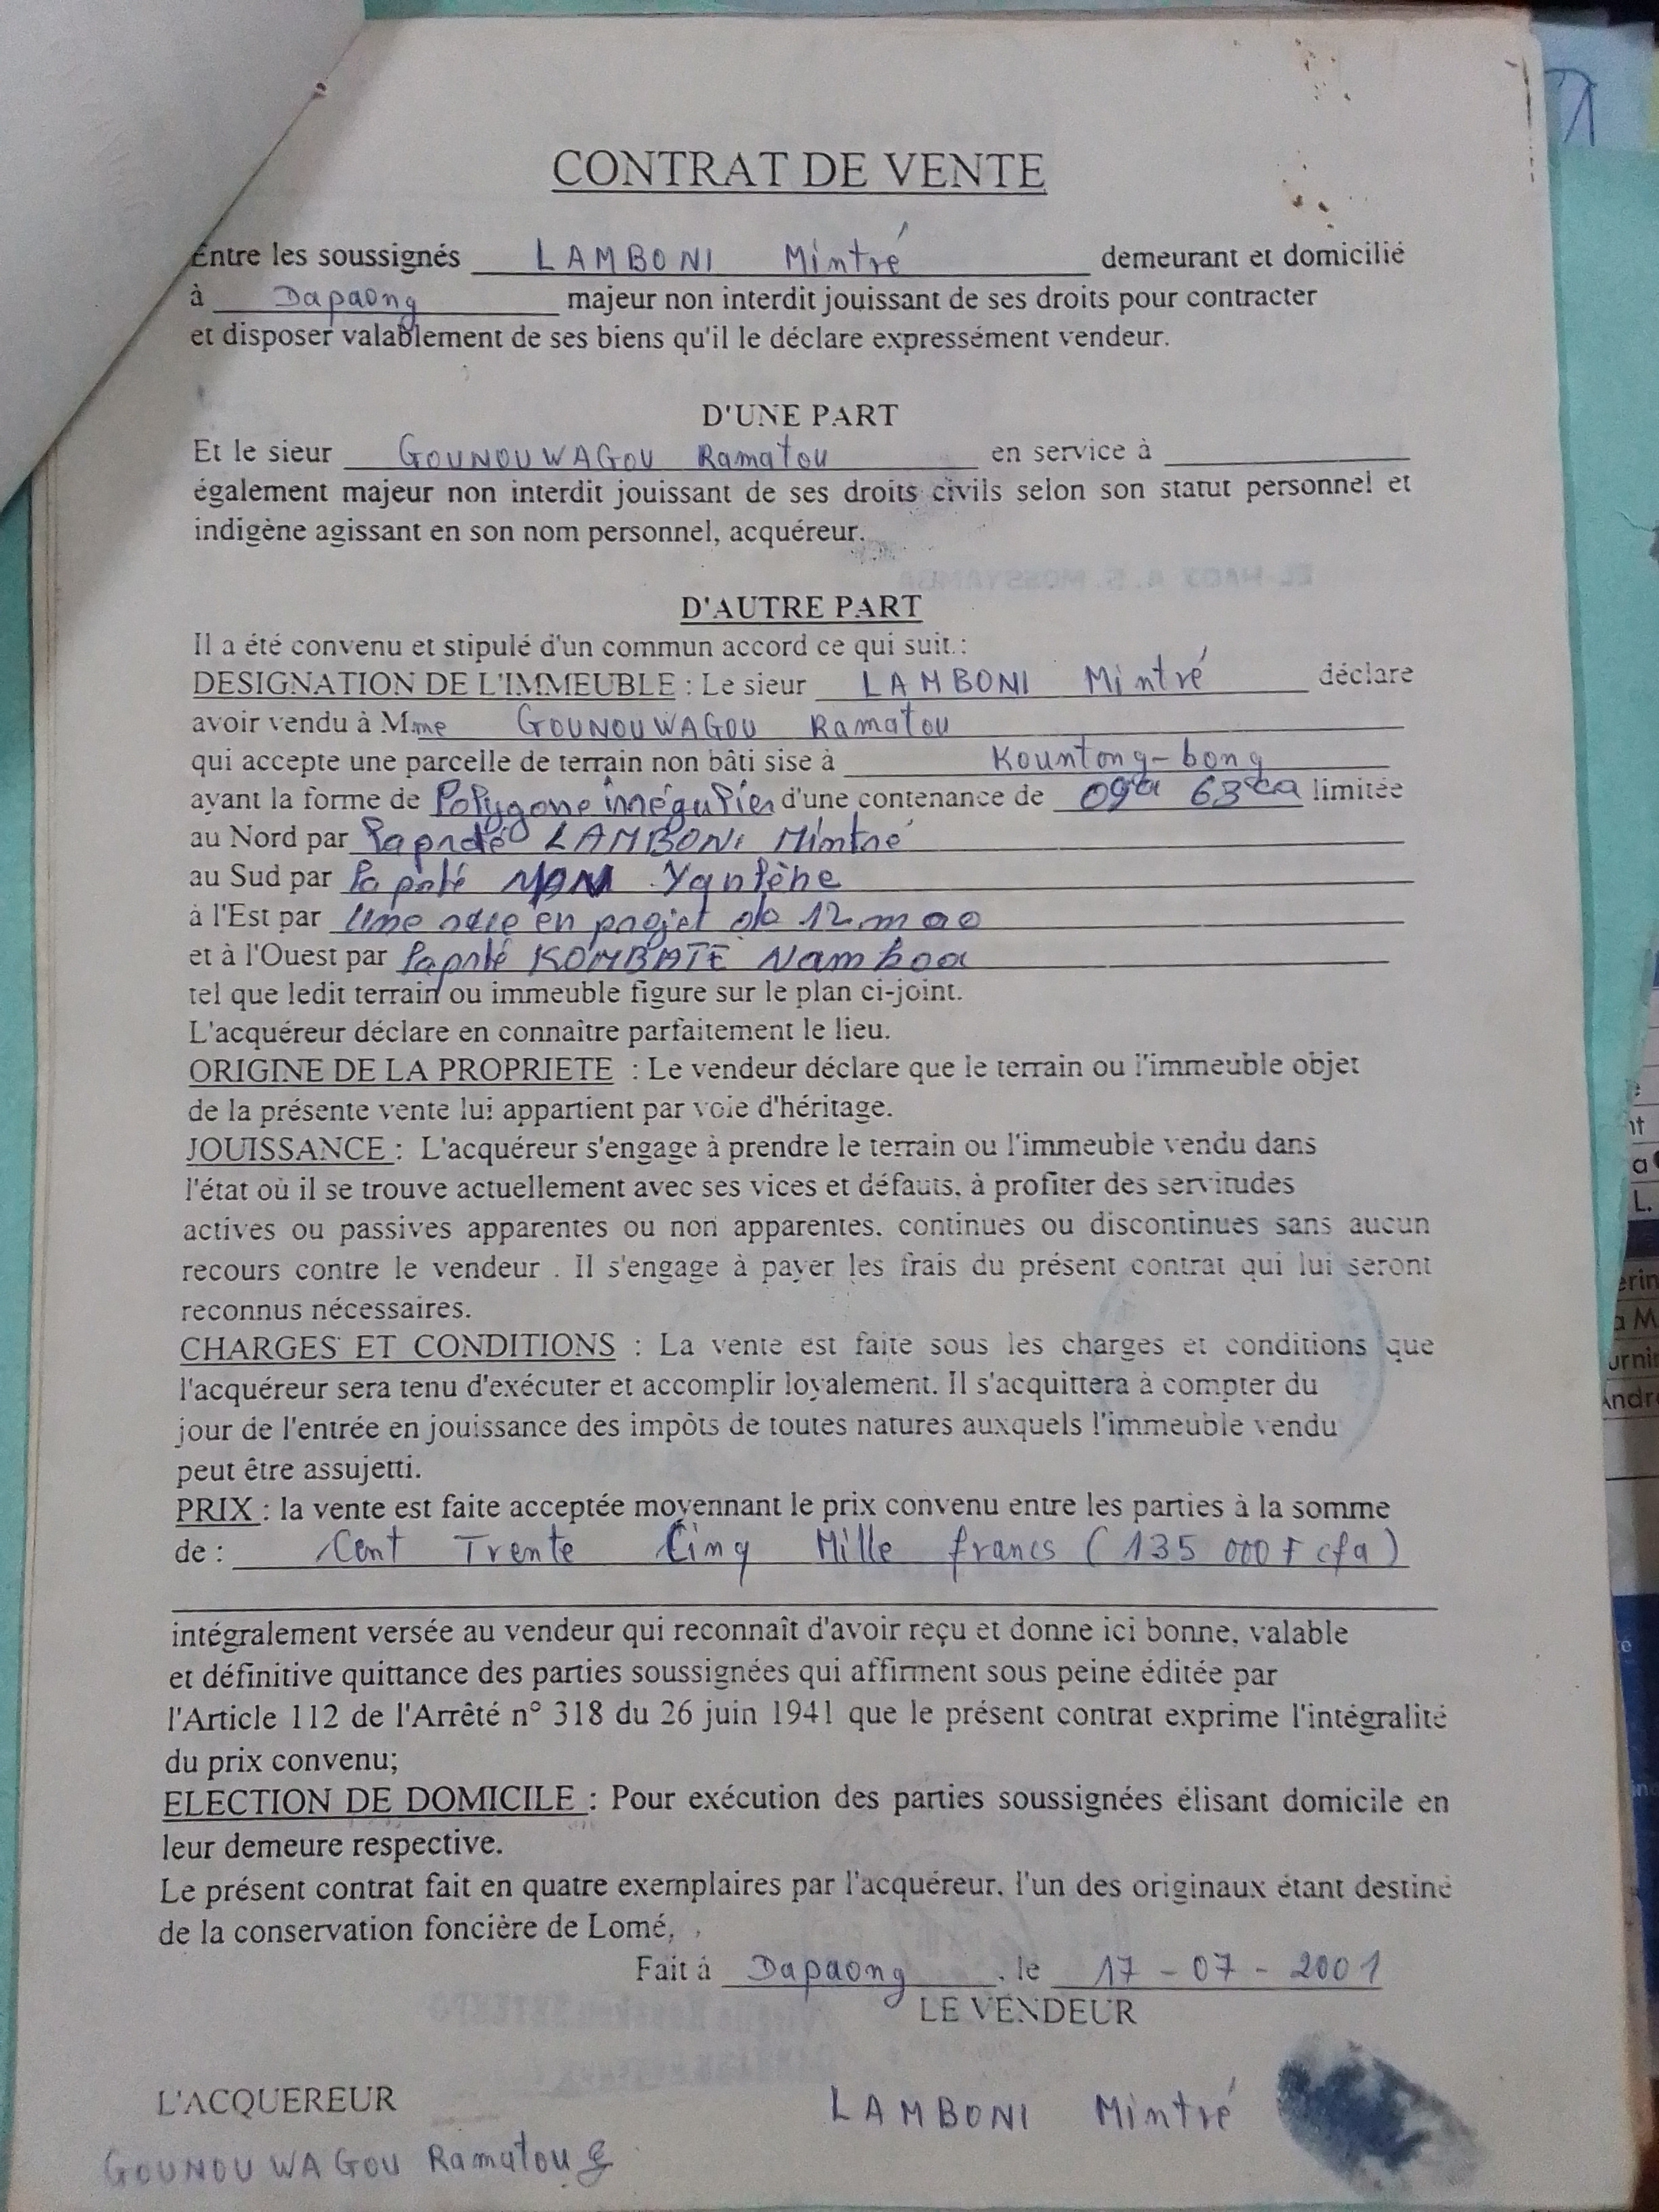 CONTRAT DE VENTE
Entre les soussignés LAMBONI Mintré demeurant et domicilié
à Dapaong majeur non interdit jouissant de ses droits pour contracter
et disposer valablement de ses biens qu'il le déclare expressément vendeur.
D'UNE PART
Et le sieur GOUNOUWAGOU Ramatou en service à
également majeur non interdit jouissant de ses droits civils selon son statut personnel et
indigène agissant en son nom personnel, acquéreur.
D'AUTRE PART
Il a été convenu et stipulé d'un commun accord ce qui suit :
DESIGNATION DE L'IMMEUBLE : Le sieur LAMBONI Mintré déclare
avoir vendu à Mme GOUNOUWAGOU Ramatou
qui accepte une parcelle de terrain non bâti sise à Kountong-bong
ayant la forme de Polygone irrégulier d'une contenance de 09a 63ca limitée
au Nord par LAMBONI Mintré
au Sud par
à l'Est par Une rue en projet de 12m00
et à l'Ouest par KOMBATE
tel que ledit terrain ou immeuble figure sur le plan ci-joint.
L'acquéreur déclare en connaître parfaitement le lieu.
ORIGINE DE LA PROPRIETE : Le vendeur déclare que le terrain ou l'immeuble objet
de la présente vente lui appartient par voie d'héritage.
JOUISSANCE : L'acquéreur s'engage à prendre le terrain ou l'immeuble vendu dans
l'état où il se trouve actuellement avec ses vices et défauts, à profiter des servitudes
actives ou passives apparentes ou non apparentes, continues ou discontinues sans aucun
recours contre le vendeur . Il s'engage à payer les frais du présent contrat qui lui seront
reconnus nécessaires.
CHARGES ET CONDITIONS : La vente est faite sous les charges et conditions que
l'acquéreur sera tenu d'exécuter et accomplir loyalement. Il s'acquittera à compter du
jour de l'entrée en jouissance des impôts de toutes natures auxquels l'immeuble vendu
peut être assujetti.
PRIX : la vente est faite acceptée moyennant le prix convenu entre les parties à la somme
de : Cent Trente Cinq Mille francs (135 000 F cfa)
intégralement versée au vendeur qui reconnaît d'avoir reçu et donne ici bonne, valable
et définitive quittance des parties soussignées qui affirment sous peine éditée par
l'Article 112 de l'Arrêté n° 318 du 26 juin 1941 que le présent contrat exprime l'intégralité
du prix convenu;
ELECTION DE DOMICILE : Pour exécution des parties soussignées élisant domicile en
leur demeure respective.
Le présent contrat fait en quatre exemplaires par l'acquéreur, l'un des originaux étant destiné
de la conservation foncière de Lomé,
Fait à Dapaong, le 17-07-2001
LE VENDEUR
L'ACQUEREUR
LAMBONI Mintré
GOUNOUWAGOU Ramatou